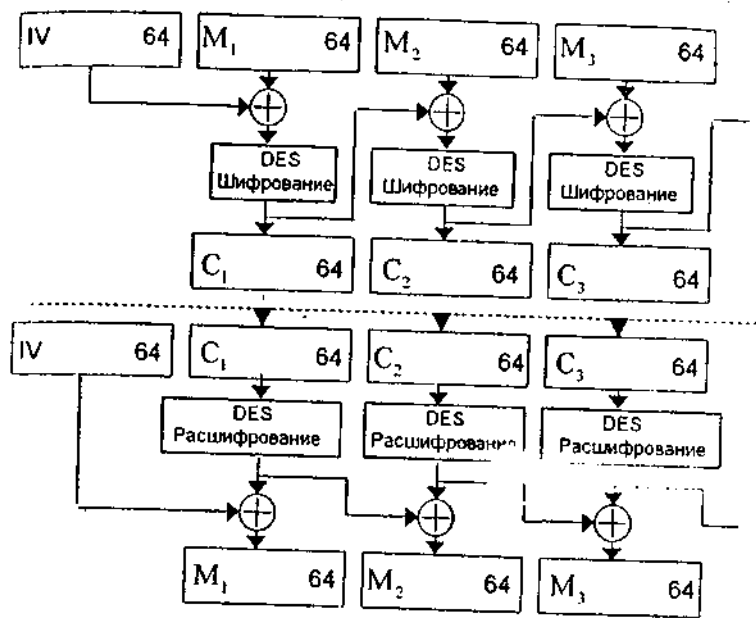 IV 64 M₁ 64 M₂ 64 M₃ 64
DES DES DES
Шифрование Шифрование Шифрование
C₁ 64 C₂ 64 C₃ 64
IV 64 C₁ 64 C₂ 64 C₃ 64
DES DES DES
Расшифрование Расшифрование Расшифрование
M₁ 64 M₂ 64 M₃ 64